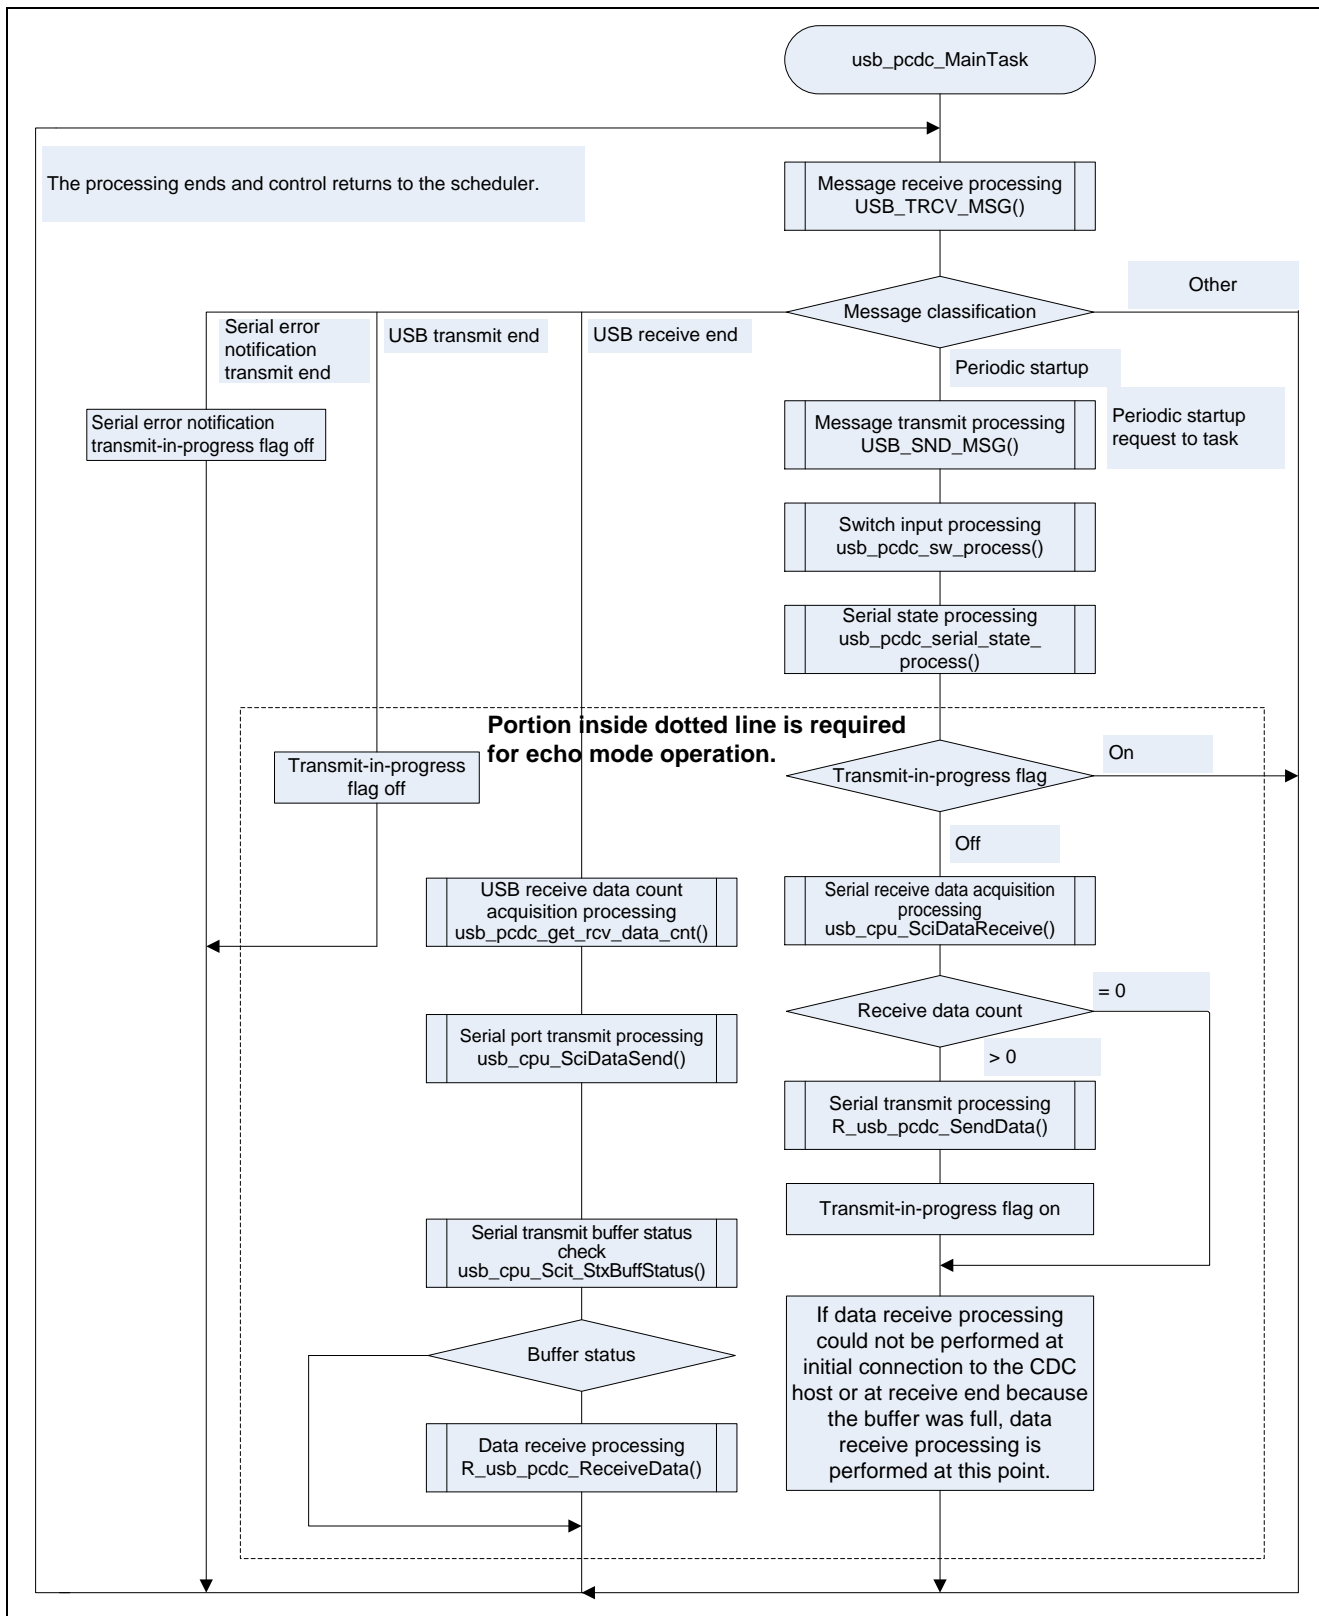 usb_pcdc_MainTask
The processing ends and control returns to the scheduler.
Message receive processing
USB_TRCV_MSG()
Other
Message classification
Serial error
notification
transmit end
USB transmit end
USB receive end
Periodic startup
Serial error notification
transmit-in-progress flag off
Message transmit processing
USB_SND_MSG()
Periodic startup
request to task
Switch input processing
usb_pcdc_sw_process()
Serial state processing
usb_pcdc_serial_state_
process()
Portion inside dotted line is required
for echo mode operation.
Transmit-in-progress
flag off
Transmit-in-progress flag
On
Off
USB receive data count
acquisition processing
usb_pcdc_get_rcv_data_cnt()
Serial receive data acquisition
processing
usb_cpu_SciDataReceive()
Receive data count
= 0
Serial port transmit processing
usb_cpu_SciDataSend()
> 0
Serial transmit processing
R_usb_pcdc_SendData()
Transmit-in-progress flag on
Serial transmit buffer status
check
usb_cpu_Scit_StxBuffStatus()
Buffer status
If data receive processing
could not be performed at
initial connection to the CDC
host or at receive end because
the buffer was full, data
receive processing is
performed at this point.
Data receive processing
R_usb_pcdc_ReceiveData()